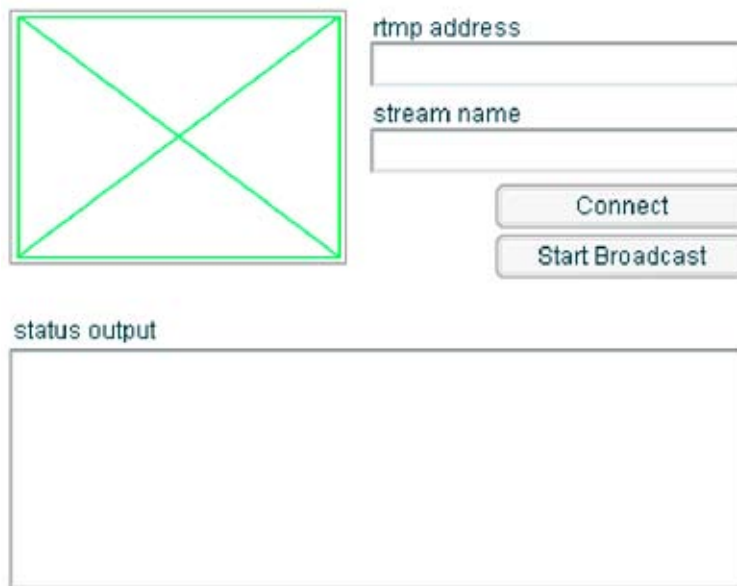 rtmp address
stream name
Connect
Start Broadcast
status output